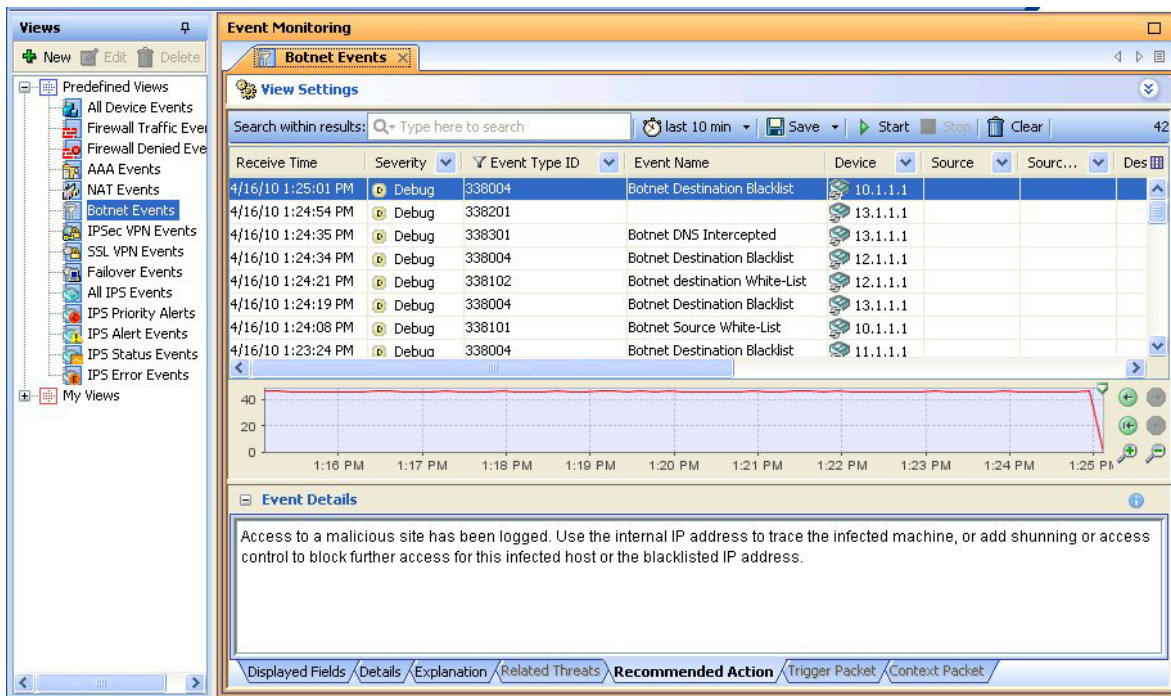 Views
New Edit Delete
Predefined Views
All Device Events
Firewall Traffic Eve
Firewall Denied Eve
AAA Events
NAT Events
Botnet Events
IPSec VPN Events
SSL VPN Events
Failover Events
All IPS Events
IPS Priority Alerts
IPS Alert Events
IPS Status Events
IPS Error Events
My Views
Event Monitoring
Botnet Events
View Settings
Search within results: Type here to search last 10 min Save Start Stop Clear 42
Receive Time Severity Event Type ID Event Name Device Source Sourc... Des
4/16/10 1:25:01 PM Debug 338004 Botnet Destination Blacklist 10.1.1.1
4/16/10 1:24:54 PM Debug 338201 13.1.1.1
4/16/10 1:24:35 PM Debug 338301 Botnet DNS Intercepted 13.1.1.1
4/16/10 1:24:34 PM Debug 338004 Botnet Destination Blacklist 12.1.1.1
4/16/10 1:24:21 PM Debug 338102 Botnet destination White-List 12.1.1.1
4/16/10 1:24:19 PM Debug 338004 Botnet Destination Blacklist 13.1.1.1
4/16/10 1:24:08 PM Debug 338101 Botnet Source White-List 10.1.1.1
4/16/10 1:23:24 PM Debug 338004 Botnet Destination Blacklist 11.1.1.1
40
20
0
1:16 PM 1:17 PM 1:18 PM 1:19 PM 1:20 PM 1:21 PM 1:22 PM 1:23 PM 1:24 PM 1:25 PM
Event Details
Access to a malicious site has been logged. Use the internal IP address to trace the infected machine, or add shunning or access
control to block further access for this infected host or the blacklisted IP address.
Displayed Fields Details Explanation Related Threats Recommended Action Trigger Packet Context Packet